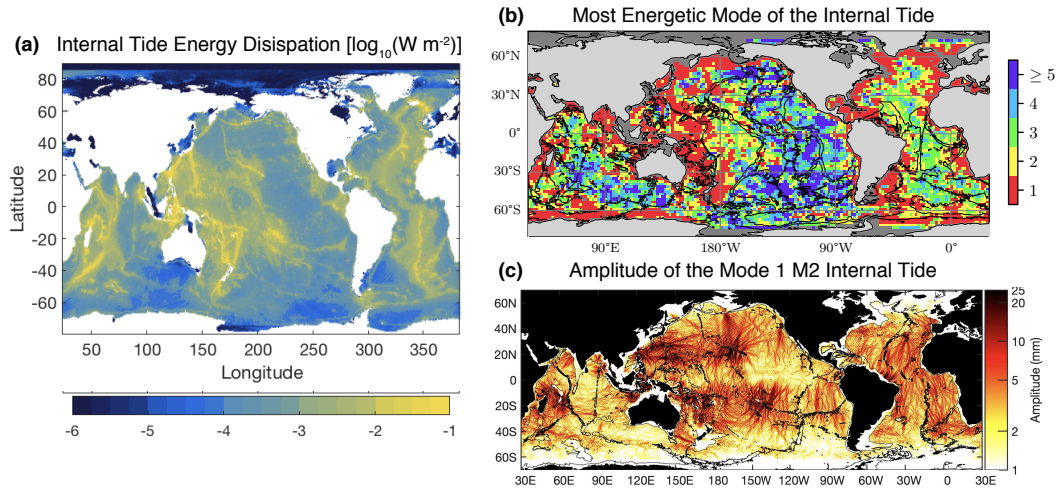 (a) Internal Tide Energy Disispation [log10(W m-2)]
80
60
40
20
0
-20
-40
-60
Latitude
50 100 150 200 250 300 350
Longitude
-6 -5 -4 -3 -2 -1
(b) Most Energetic Mode of the Internal Tide
60°N
30°N
0°
30°S
60°S
90°E 180°W 90°W 0°
≥ 5
4
3
2
1
(c) Amplitude of the Mode 1 M2 Internal Tide
60N
40N
20N
0
20S
40S
60S
30E 60E 90E 120E 150E 180 150W 120W 90W 60W 30W 0 30E
25
20
10
5
2
1
Amplitude (mm)